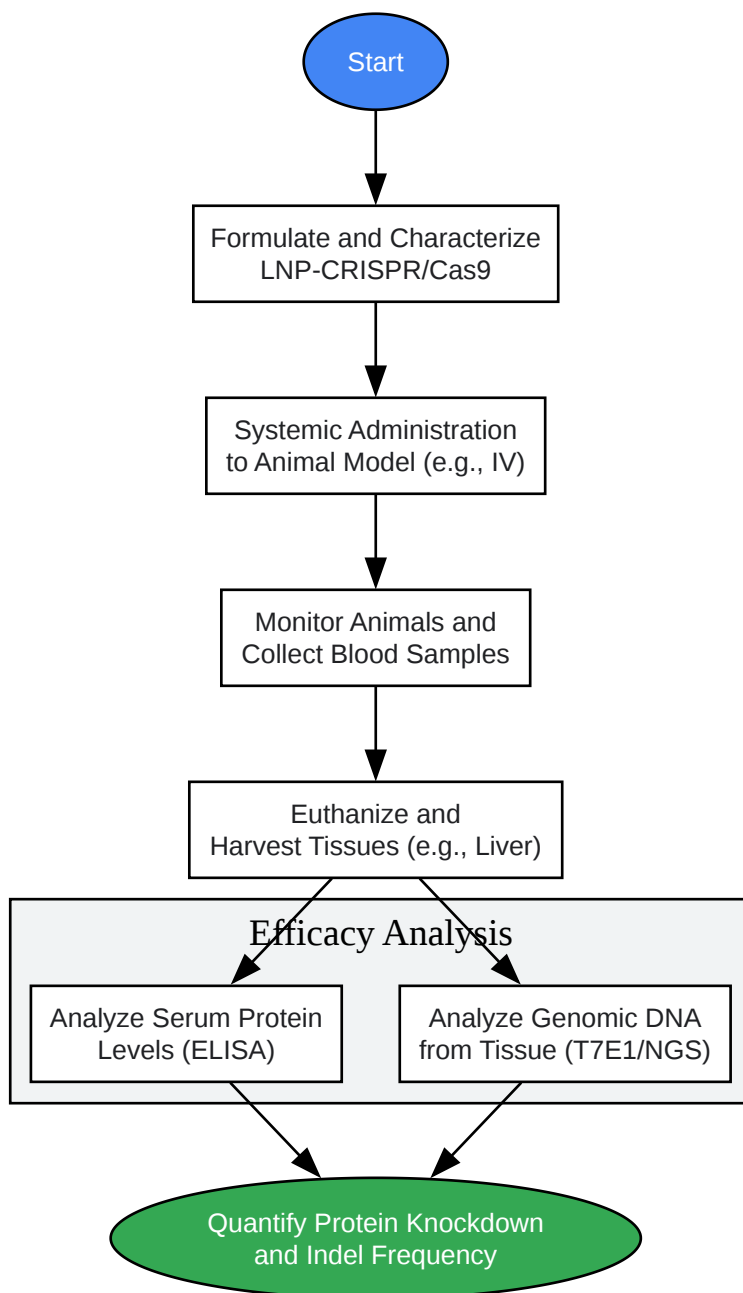 Start
Formulate and Characterize
LNP-CRISPR/Cas9
Systemic Administration
to Animal Model (e.g., IV)
Monitor Animals and
Collect Blood Samples
Euthanize and
Harvest Tissues (e.g., Liver)
Efficacy Analysis
Analyze Serum Protein
Levels (ELISA)
Analyze Genomic DNA
from Tissue (T7E1/NGS)
Quantify Protein Knockdown
and Indel Frequency